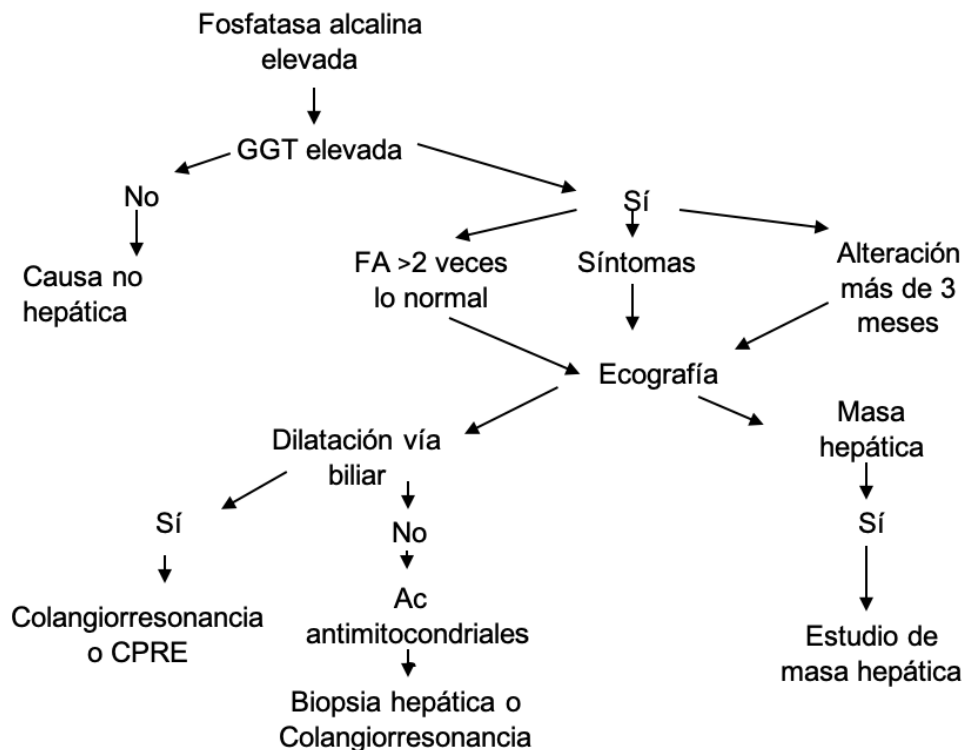 Fosfatasa alcalina
elevada
GGT elevada
No
Sí
Causa no
hepática
FA >2 veces
lo normal
Síntomas
Alteración
más de 3
meses
Ecografía
Dilatación vía
biliar
Masa
hepática
Sí
No
Sí
Colangiorresonancia
o CPRE
Ac
antimitocondriales
Estudio de
masa hepática
Biopsia hepática o
Colangiorresonancia